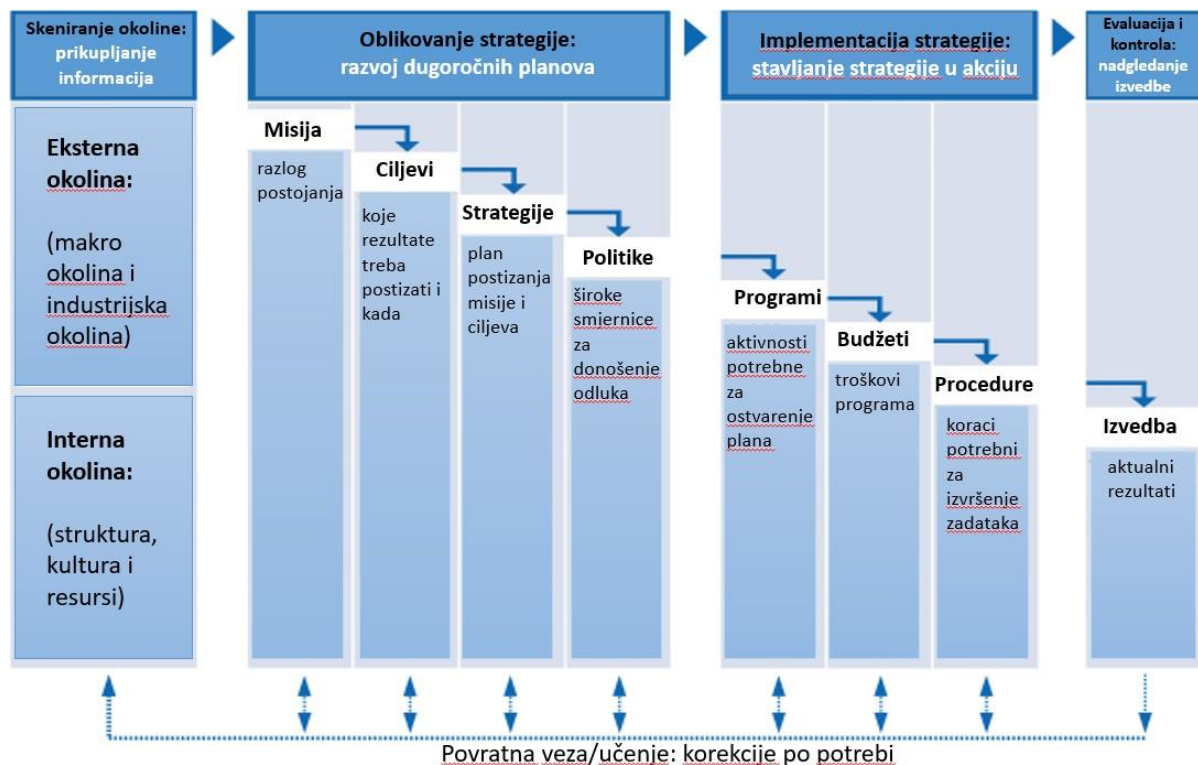 Skeniranje okoline:
prikupljanje
informacija
Oblikovanje strategije:
razvoj dugoročnih planova
Implementacija strategije:
stavljanje strategije u akciju
Evaluacija i
kontrola:
nadgledanje
izvedbe
Eksterna
okolina:
(makro
okolina i
industrijska
okolina)
Interna
okolina:
(struktura,
kultura i
resursi)
Misija
razlog
postojanja
Ciljevi
koje
rezultate
treba
postizati i
kada
Strategije
plan
postizanja
misije i
ciljeva
Politike
široke
smjernice
za
donošenje
odluka
Programi
aktivnosti
potrebne
za
ostvarenje
plana
Budžeti
troškovi
programa
Procedure
koraci
potrebni
za
izvršenje
zadataka
Izvedba
aktualni
rezultati
Povratna veza/učenje: korekcije po potrebi